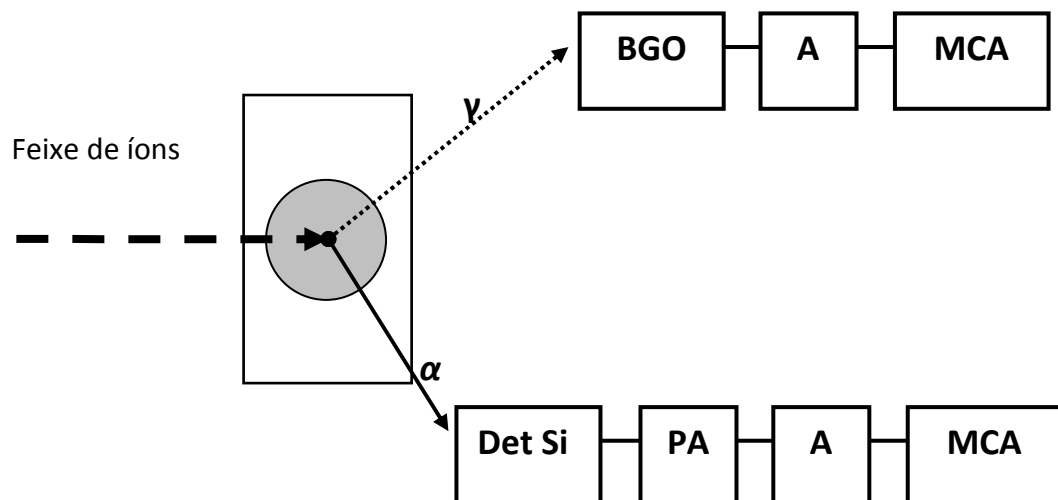 BGO A MCA
γ
Feixe de íons
α
Det Si PA A MCA